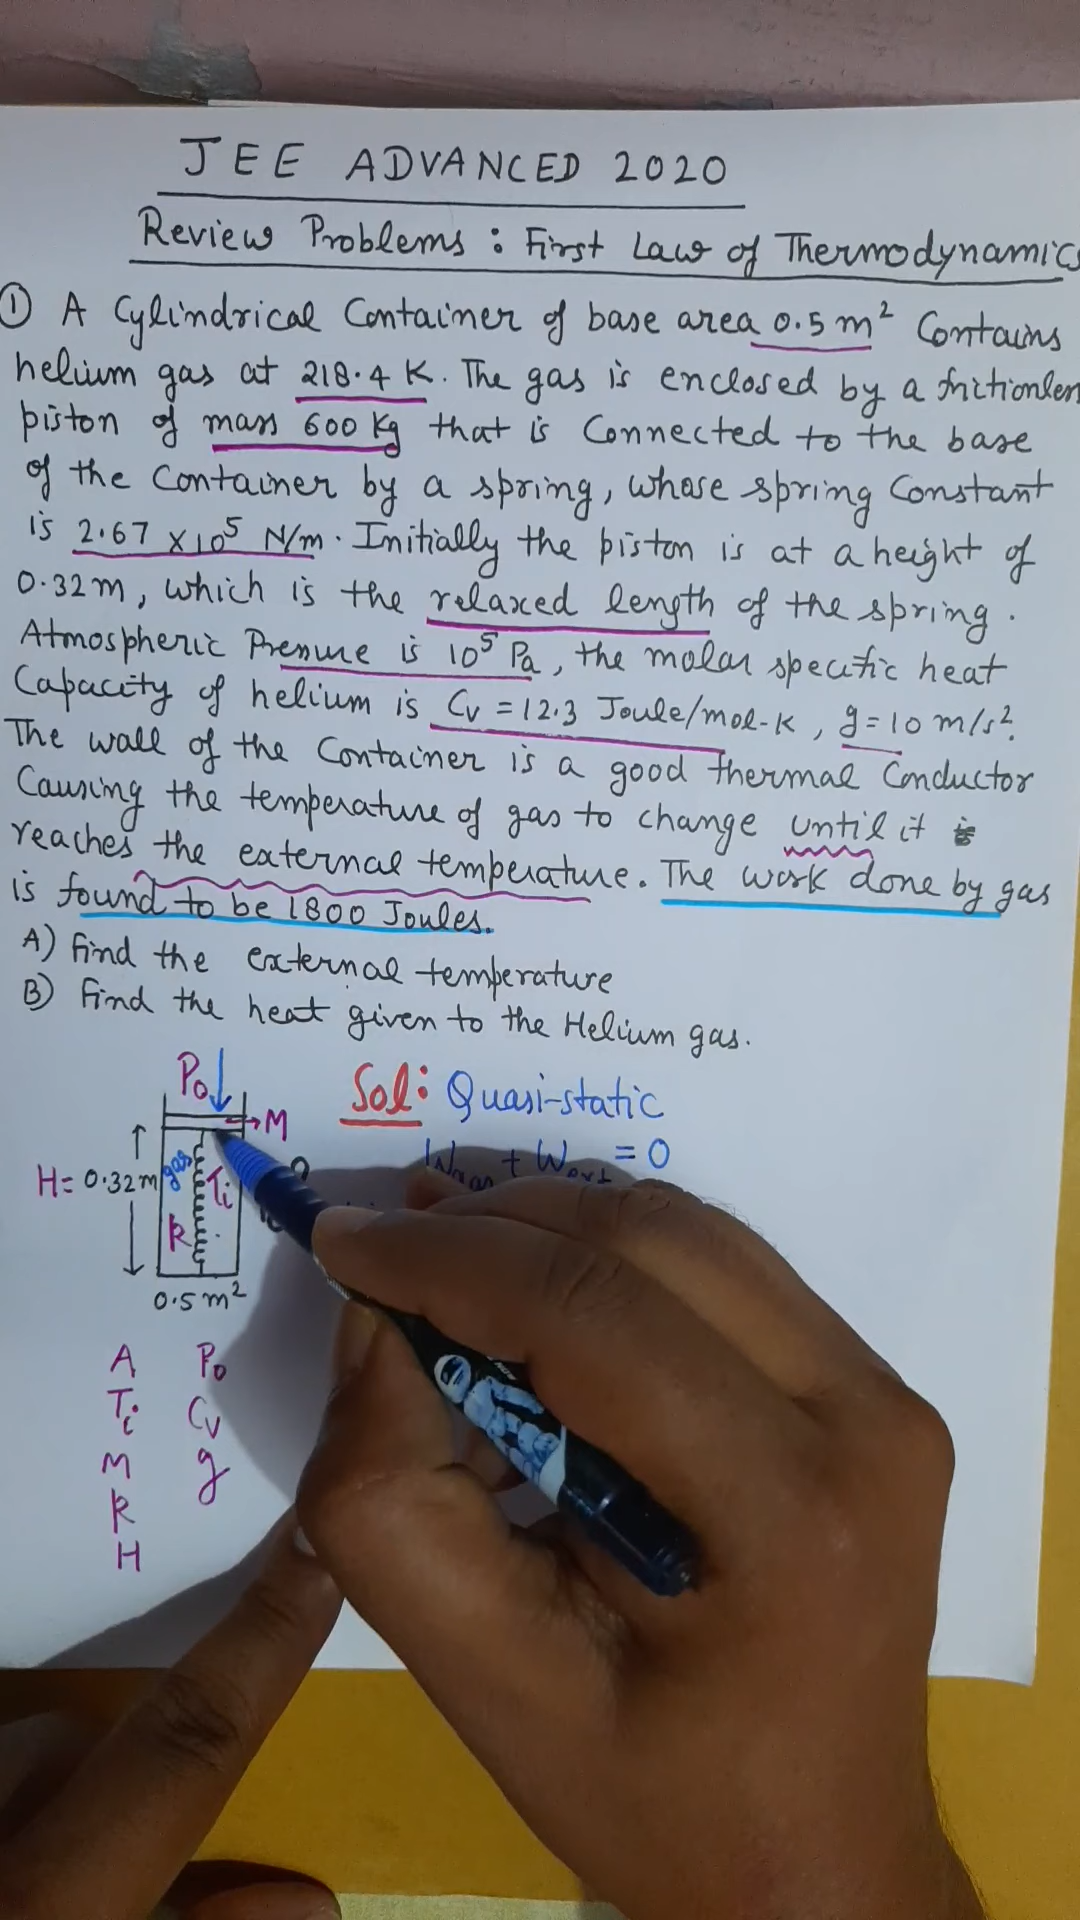 JEE ADVANCED 2020
Review Problems : First Law of Thermodynamics
① A Cylindrical Container of base area 0.5 m² Contains
helium gas at 218.4 K. The gas is enclosed by a frictionless
piston of mass 600 Kg that is Connected to the base
of the Container by a spring, whose spring Constant
is 2.67 ×10⁵ N/m. Initially the piston is at a height of
0.32m, which is the relaxed length of the spring.
Atmospheric Pressure is 10⁵ Pa, the molar specific heat
Capacity of helium is Cv = 12.3 Joule/mol-K, g = 10 m/s².
The wall of the Container is a good thermal Conductor
Causing the temperature of gas to change until it
reaches the external temperature. The work done by gas
is found to be 1800 Joules.
A) Find the external temperature
B) Find the heat given to the Helium gas.
P₀
M
H = 0.32m
gas
Ti
k
0.5 m²
A P₀
Ti Cv
M g
k
H
Sol: Quasi-static
Wgas + Wext = 0